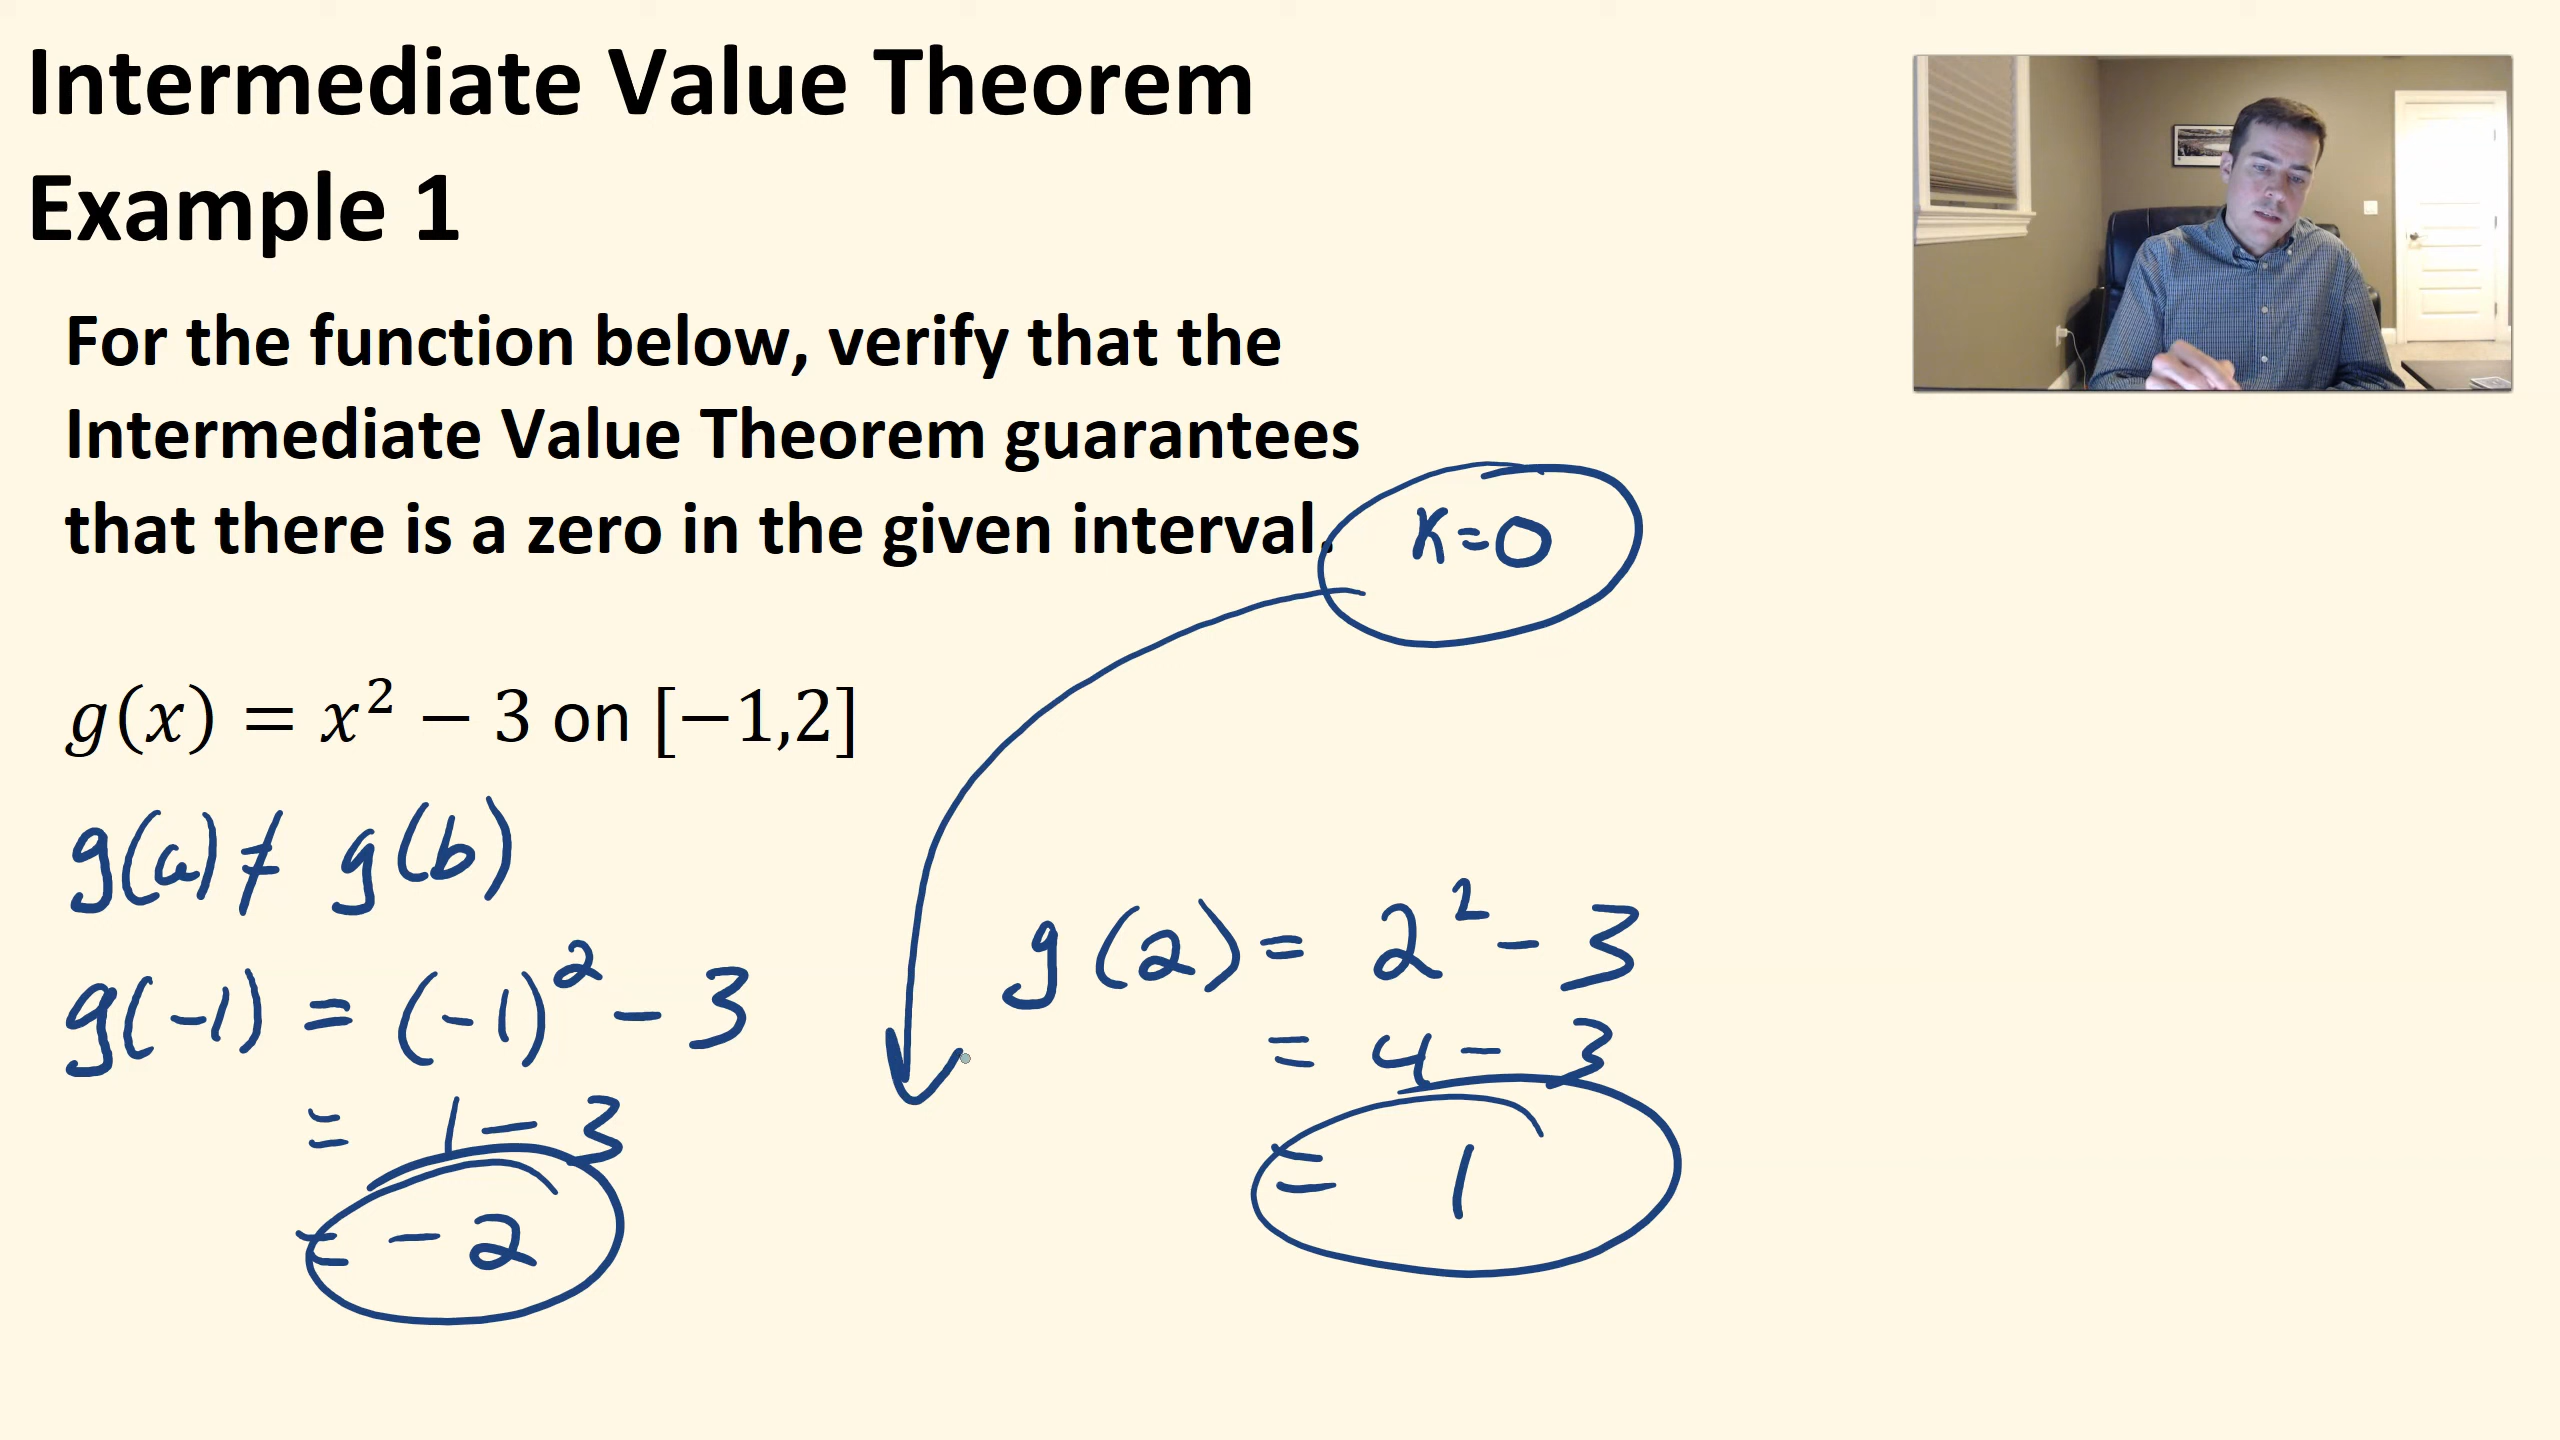 Intermediate Value Theorem
Example 1
For the function below, verify that the
Intermediate Value Theorem guarantees
that there is a zero in the given interval.
K=0
g(x) = x² − 3 on [−1,2]
g(a) ≠ g(b)
g(-1) = (-1)² - 3
= 1 - 3
= -2
g(2) = 2² - 3
= 4 - 3
= 1